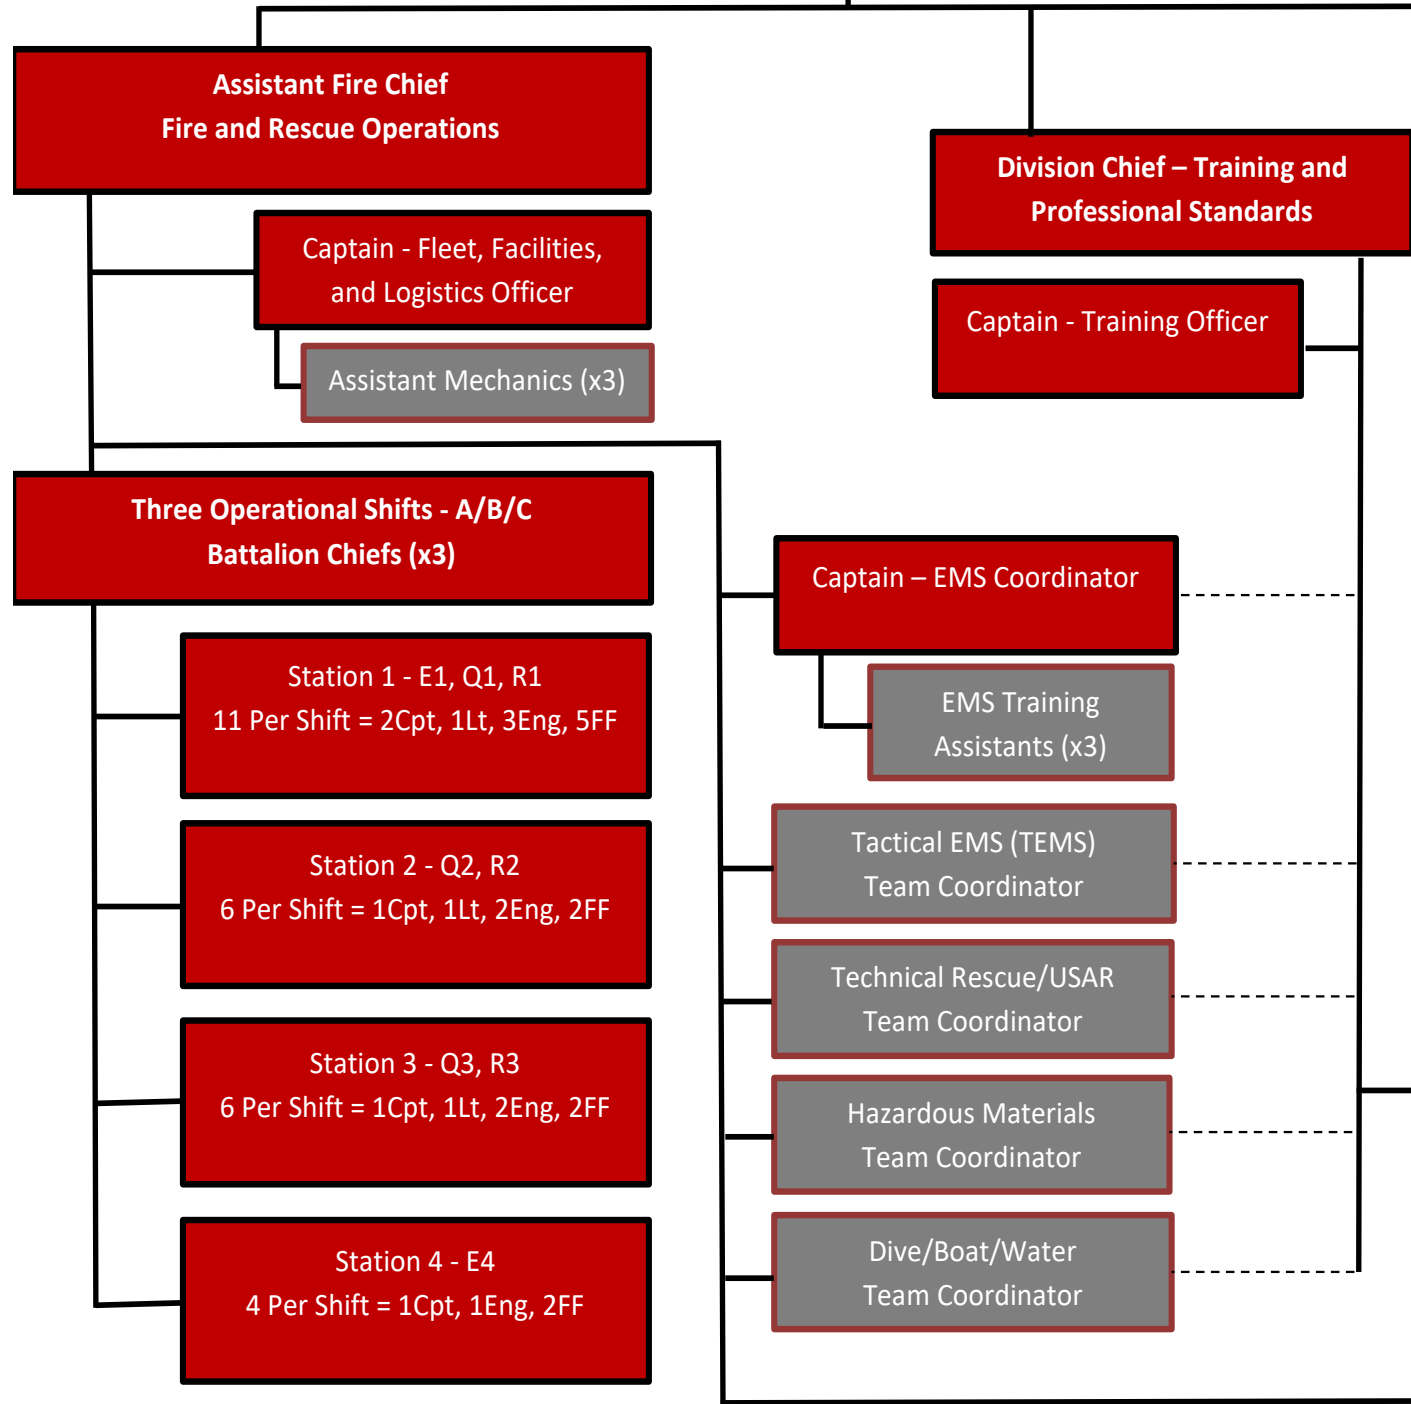 Assistant Fire Chief
Fire and Rescue Operations
Division Chief – Training and
Professional Standards
Captain - Fleet, Facilities,
and Logistics Officer
Captain - Training Officer
Assistant Mechanics (x3)
Three Operational Shifts - A/B/C
Battalion Chiefs (x3)
Captain – EMS Coordinator
Station 1 - E1, Q1, R1
11 Per Shift = 2Cpt, 1Lt, 3Eng, 5FF
EMS Training
Assistants (x3)
Station 2 - Q2, R2
6 Per Shift = 1Cpt, 1Lt, 2Eng, 2FF
Tactical EMS (TEMS)
Team Coordinator
Technical Rescue/USAR
Team Coordinator
Station 3 - Q3, R3
6 Per Shift = 1Cpt, 1Lt, 2Eng, 2FF
Hazardous Materials
Team Coordinator
Station 4 - E4
4 Per Shift = 1Cpt, 1Eng, 2FF
Dive/Boat/Water
Team Coordinator